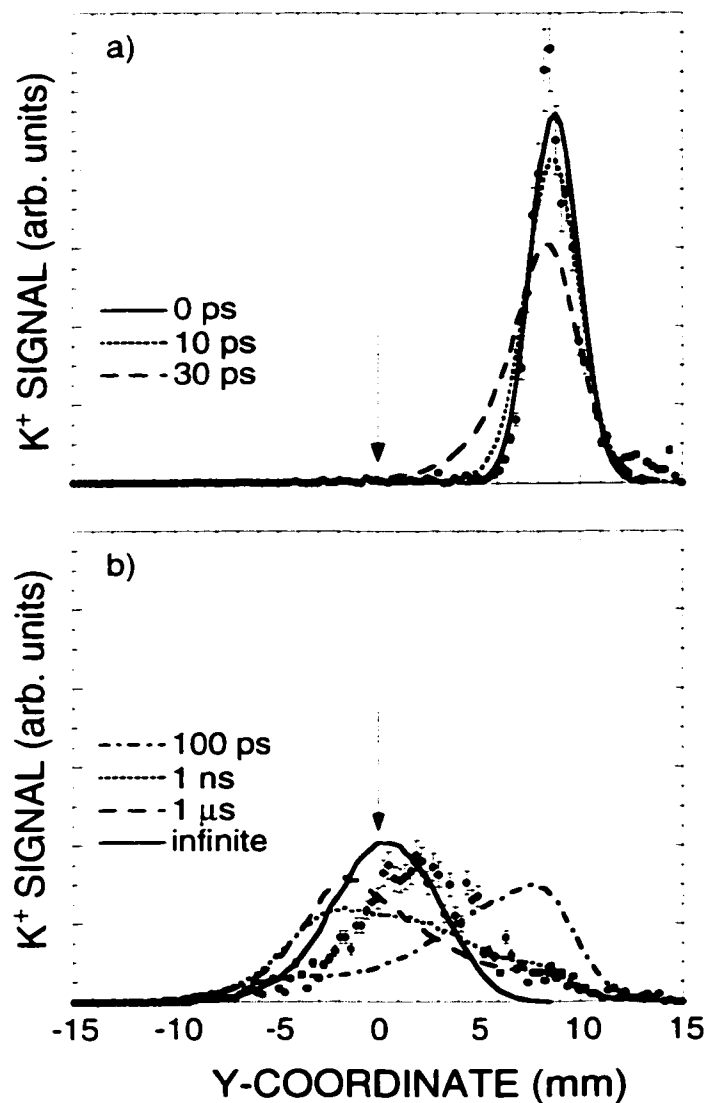 a)
K⁺ SIGNAL (arb. units)
0 ps
10 ps
30 ps
b)
K⁺ SIGNAL (arb. units)
100 ps
1 ns
1 μs
infinite
-15 -10 -5 0 5 10 15
Y-COORDINATE (mm)